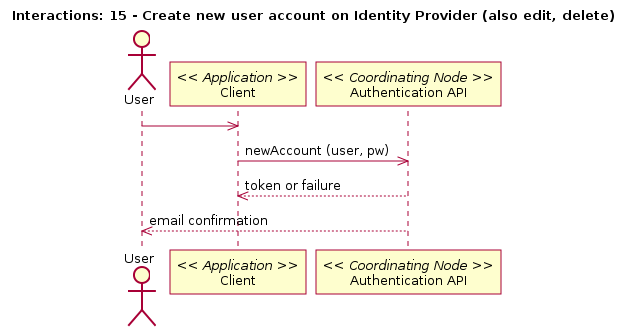 Interactions: 15 - Create new user account on Identity Provider (also edit, delete)
User
<< Application >>
Client
<< Coordinating Node >>
Authentication API
newAccount (user, pw)
token or failure
email confirmation
User
<< Application >>
Client
<< Coordinating Node >>
Authentication API